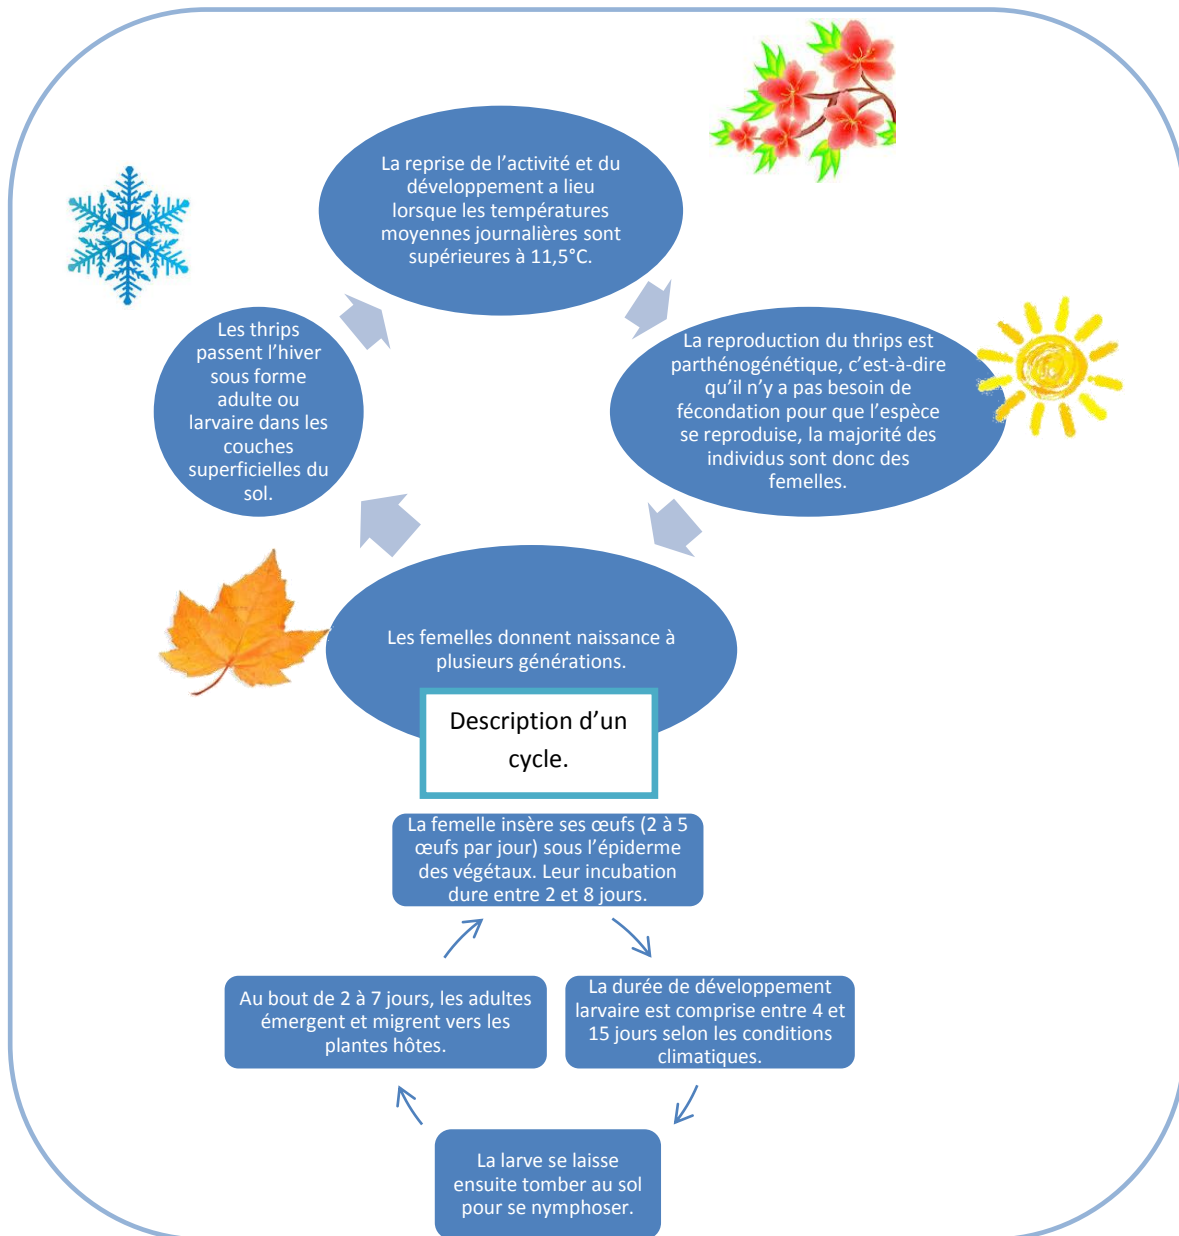 La reprise de l’activité et du
développement a lieu
lorsque les températures
moyennes journalières sont
supérieures à 11,5°C.
La reproduction du thrips est
parthénogénétique, c’est-à-dire
qu’il n’y a pas besoin de
fécondation pour que l’espèce
se reproduise, la majorité des
individus sont donc des
femelles.
Les femelles donnent naissance à
plusieurs générations.
Les thrips
passent l’hiver
sous forme
adulte ou
larvaire dans les
couches
superficielles du
sol.
Description d’un
cycle.
La femelle insère ses œufs (2 à 5
œufs par jour) sous l’épiderme
des végétaux. Leur incubation
dure entre 2 et 8 jours.
La durée de développement
larvaire est comprise entre 4 et
15 jours selon les conditions
climatiques.
La larve se laisse
ensuite tomber au sol
pour se nymphoser.
Au bout de 2 à 7 jours, les adultes
émergent et migrent vers les
plantes hôtes.